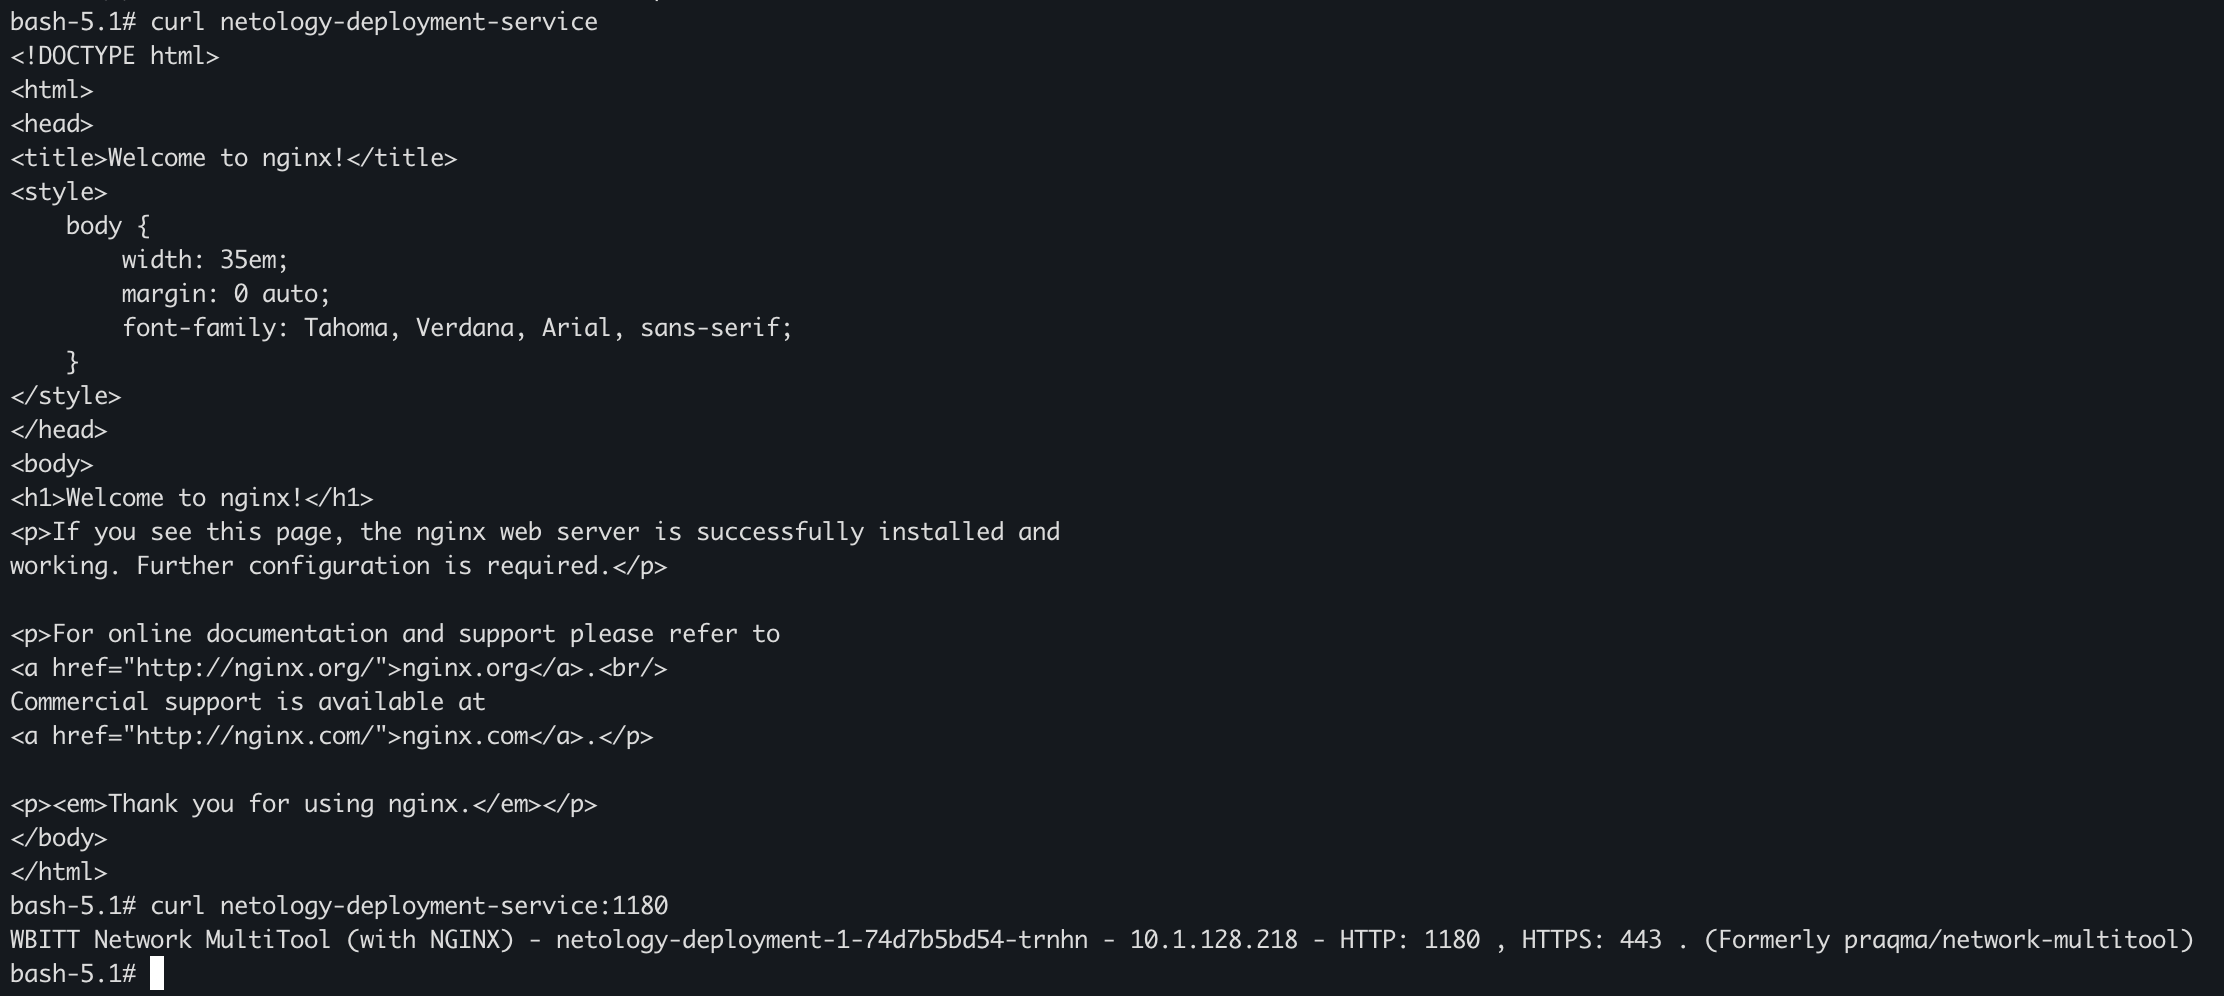 bash-5.1# curl netology-deployment-service
<!DOCTYPE html>
<html>
<head>
<title>Welcome to nginx!</title>
<style>
    body {
        width: 35em;
        margin: 0 auto;
        font-family: Tahoma, Verdana, Arial, sans-serif;
    }
</style>
</head>
<body>
<h1>Welcome to nginx!</h1>
<p>If you see this page, the nginx web server is successfully installed and
working. Further configuration is required.</p>

<p>For online documentation and support please refer to
<a href="http://nginx.org/">nginx.org</a>.<br/>
Commercial support is available at
<a href="http://nginx.com/">nginx.com</a>.</p>

<p><em>Thank you for using nginx.</em></p>
</body>
</html>
bash-5.1# curl netology-deployment-service:1180
WBITT Network MultiTool (with NGINX) - netology-deployment-1-74d7b5bd54-trnhn - 10.1.128.218 - HTTP: 1180 , HTTPS: 443 . (Formerly praqma/network-multitool)
bash-5.1#